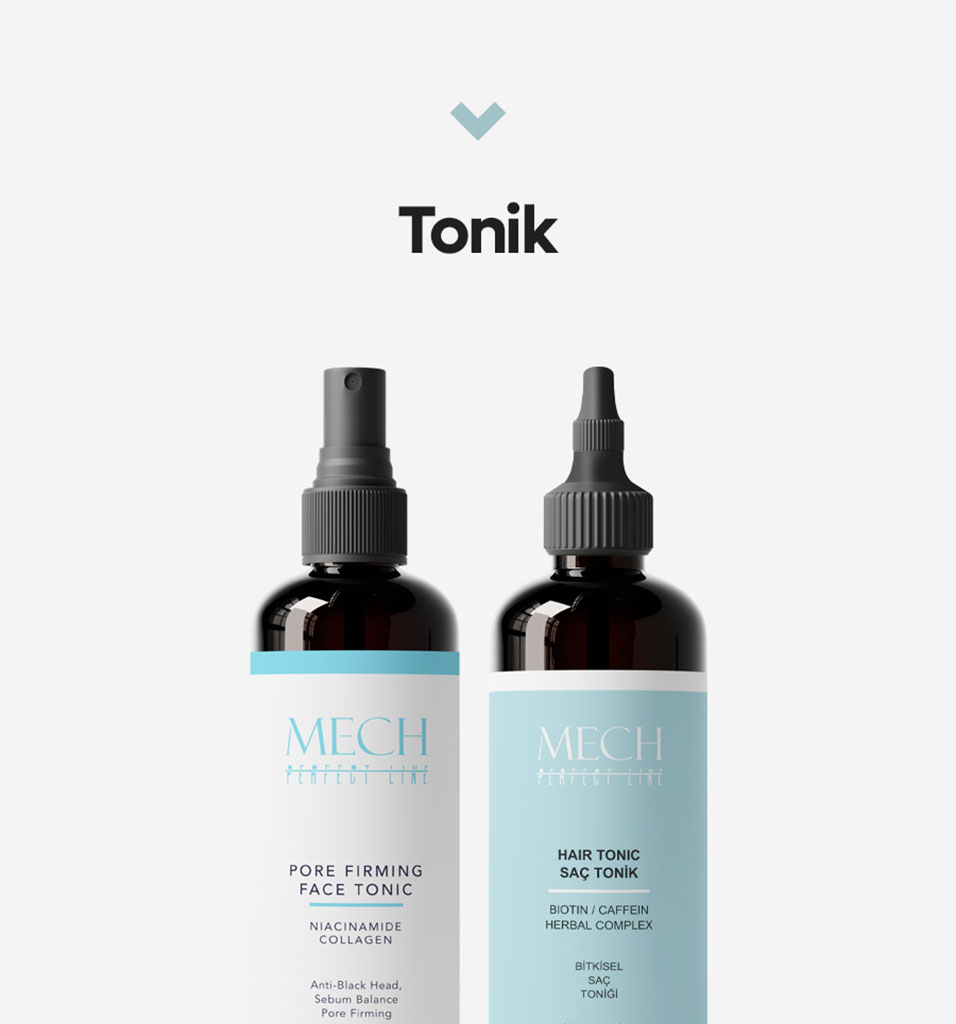 Tonik
MECH
PERFECT LINE
PORE FIRMING
FACE TONIC
NIACINAMIDE
COLLAGEN
Anti-Black Head,
Sebum Balance
Pore Firming
MECH
PERFECT LINE
HAIR TONIC
SAÇ TONİK
BIOTIN / CAFFEIN
HERBAL COMPLEX
BİTKİSEL
SAÇ
TONİĞİ